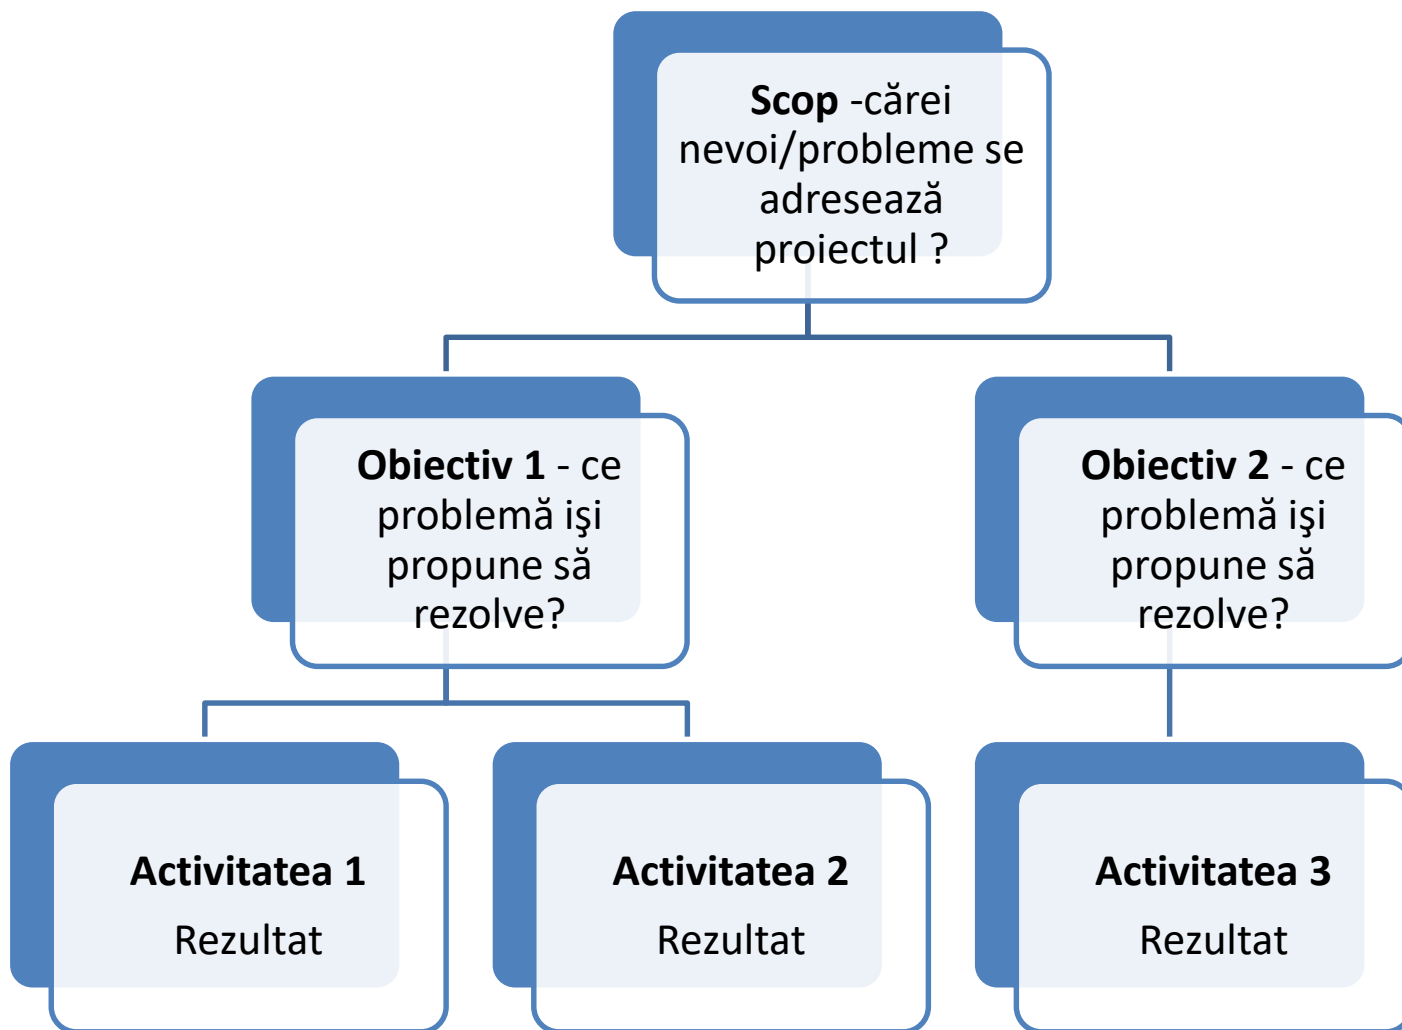 Scop -cărei
nevoi/probleme se
adresează
proiectul ?
Obiectiv 1 - ce
problemă işi
propune să
rezolve?
Obiectiv 2 - ce
problemă işi
propune să
rezolve?
Activitatea 1
Rezultat
Activitatea 2
Rezultat
Activitatea 3
Rezultat